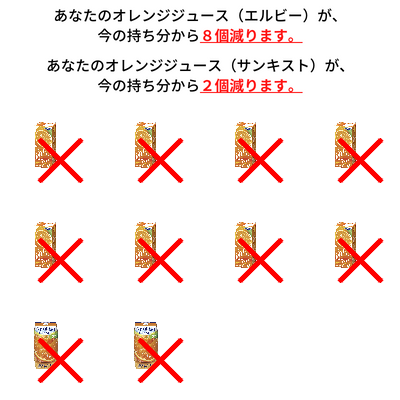 あなたのオレンジジュース（エルビー）が、
今の持ち分から８個減ります。
あなたのオレンジジュース（サンキスト）が、
今の持ち分から２個減ります。